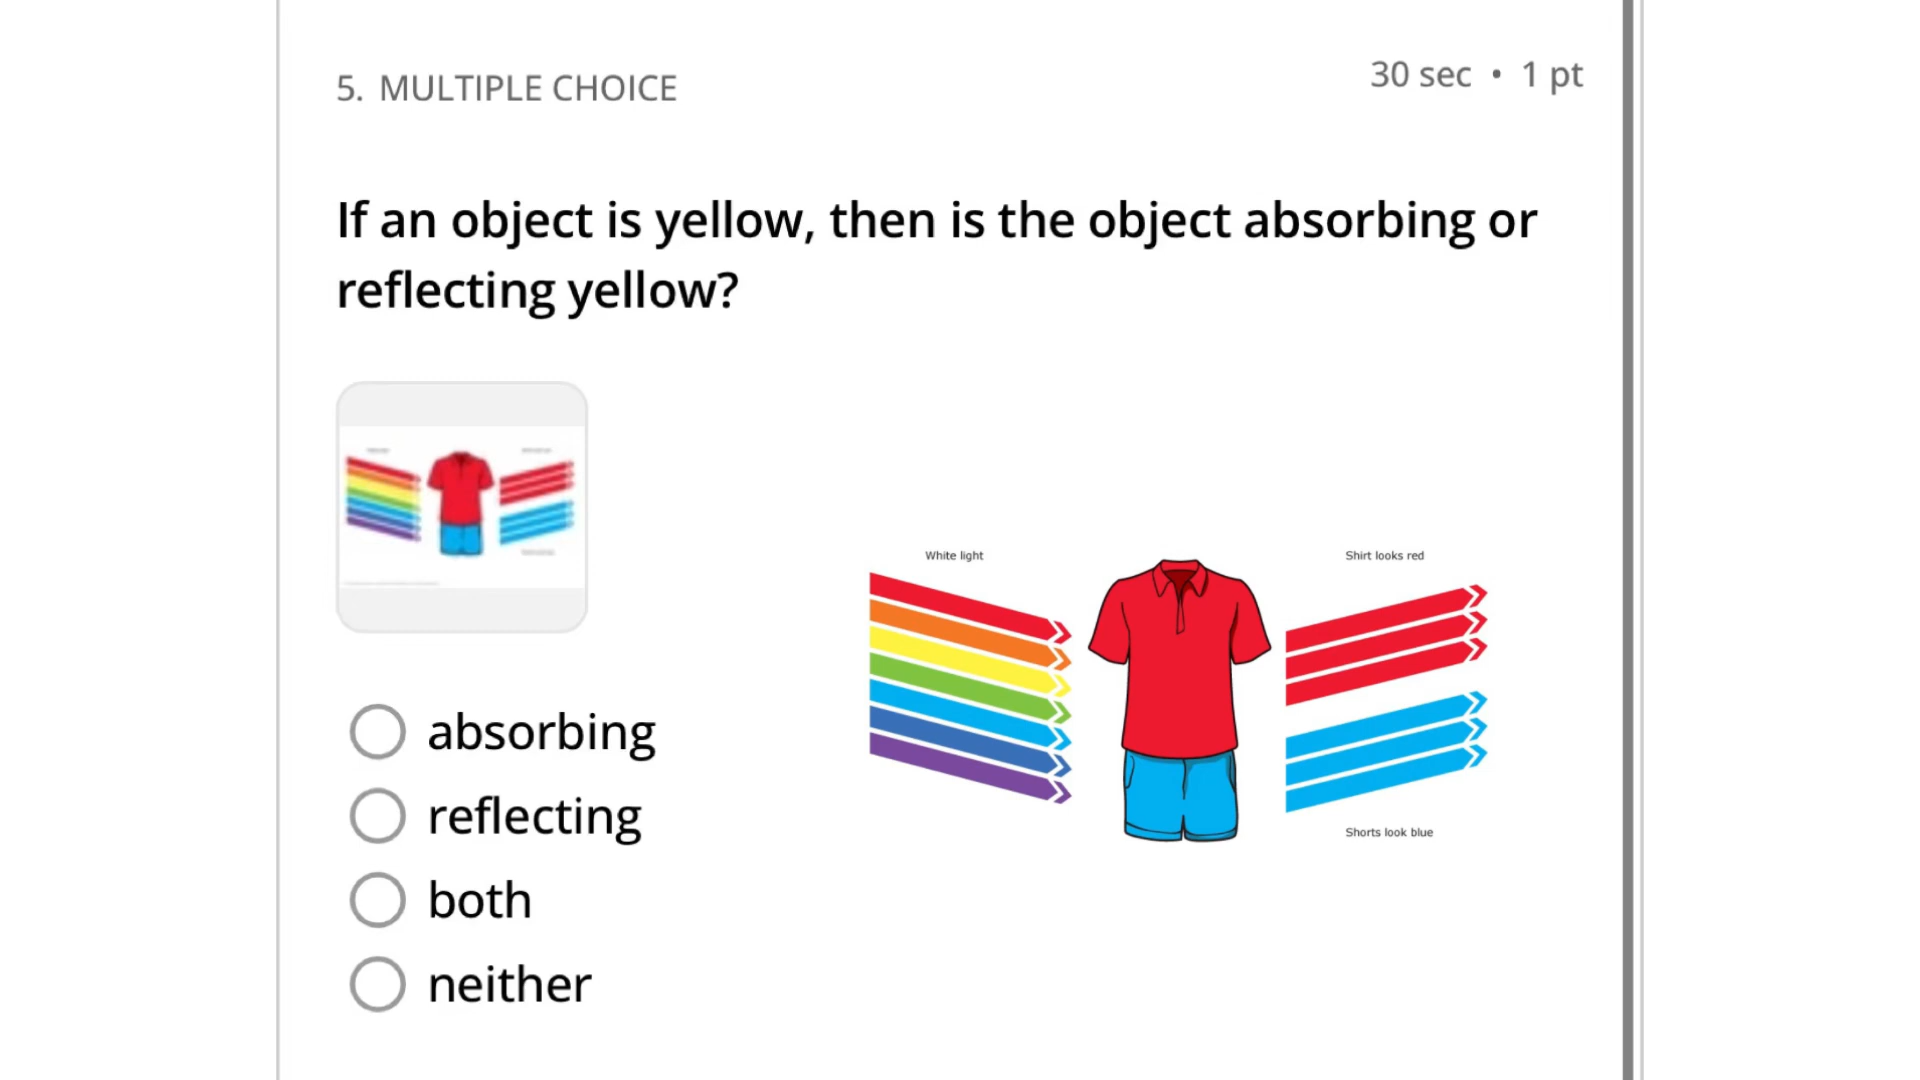 5. MULTIPLE CHOICE
30 sec • 1 pt
If an object is yellow, then is the object absorbing or
reflecting yellow?
absorbing
reflecting
both
neither
White light
Shirt looks red
Shorts look blue